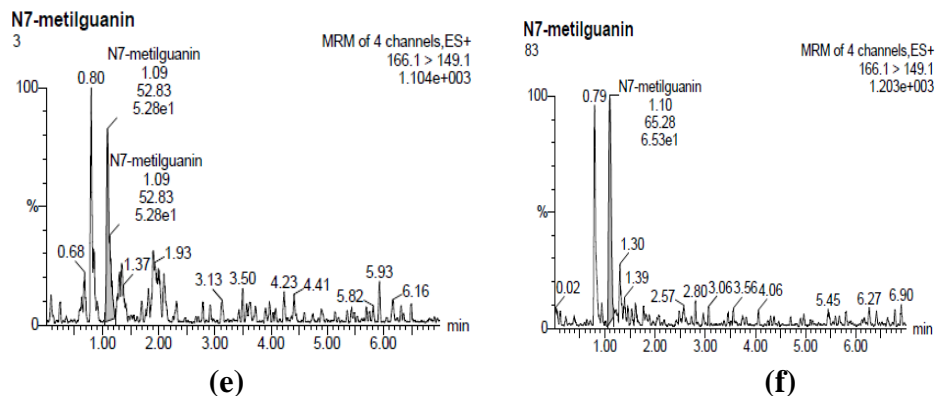 N7-metilguanin
3
MRM of 4 channels,ES+
166.1 > 149.1
1.104e+003
N7-metilguanin
1.09
52.83
5.28e1
0.80
100
N7-metilguanin
1.09
52.83
5.28e1
%
0.68
1.37
1.93
3.13
3.50
4.23
4.41
5.82
5.93
6.16
0
min
1.00
2.00
3.00
4.00
5.00
6.00
(e)
N7-metilguanin
83
MRM of 4 channels,ES+
166.1 > 149.1
1.203e+003
N7-metilguanin
1.10
65.28
6.53e1
0.79
100
%
1.30
0.02
1.39
2.57
2.80
3.06
3.56
4.06
5.45
6.27
6.90
0
min
1.00
2.00
3.00
4.00
5.00
6.00
(f)